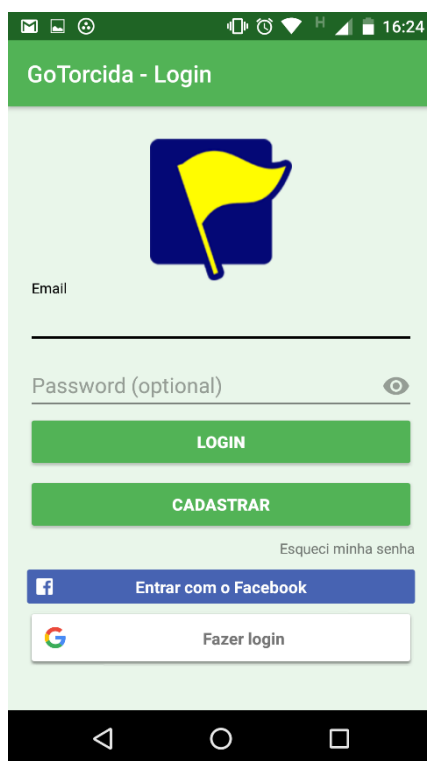 H 16:24
GoTorcida - Login
Email
Password (optional)
LOGIN
CADASTRAR
Esqueci minha senha
Entrar com o Facebook
Fazer login